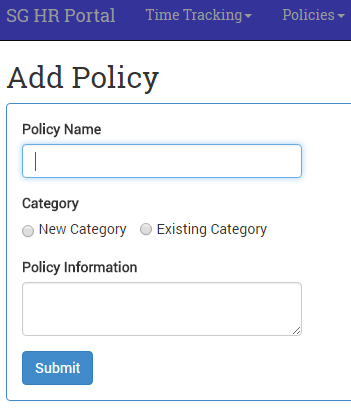 SG HR Portal Time Tracking Policies
Add Policy
Policy Name
Category
New Category Existing Category
Policy Information
Submit